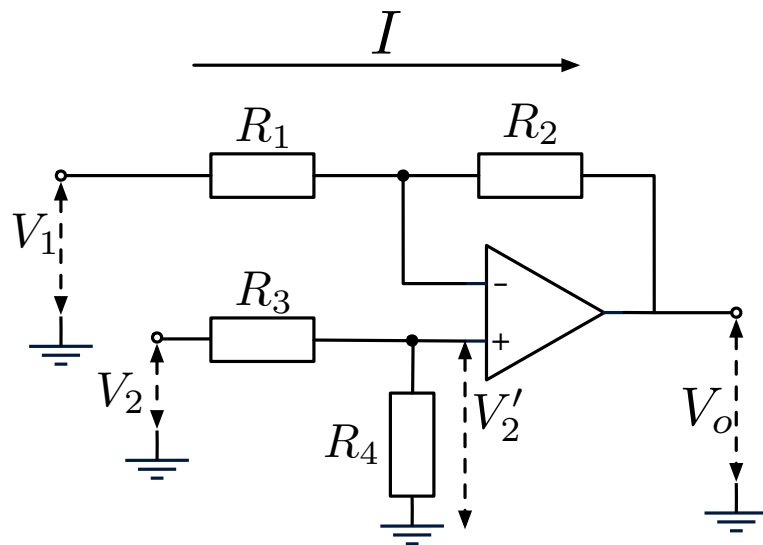 I
R₁
R₂
V₁
-
R₃
+
V₂
V₂′
Vₒ
R₄